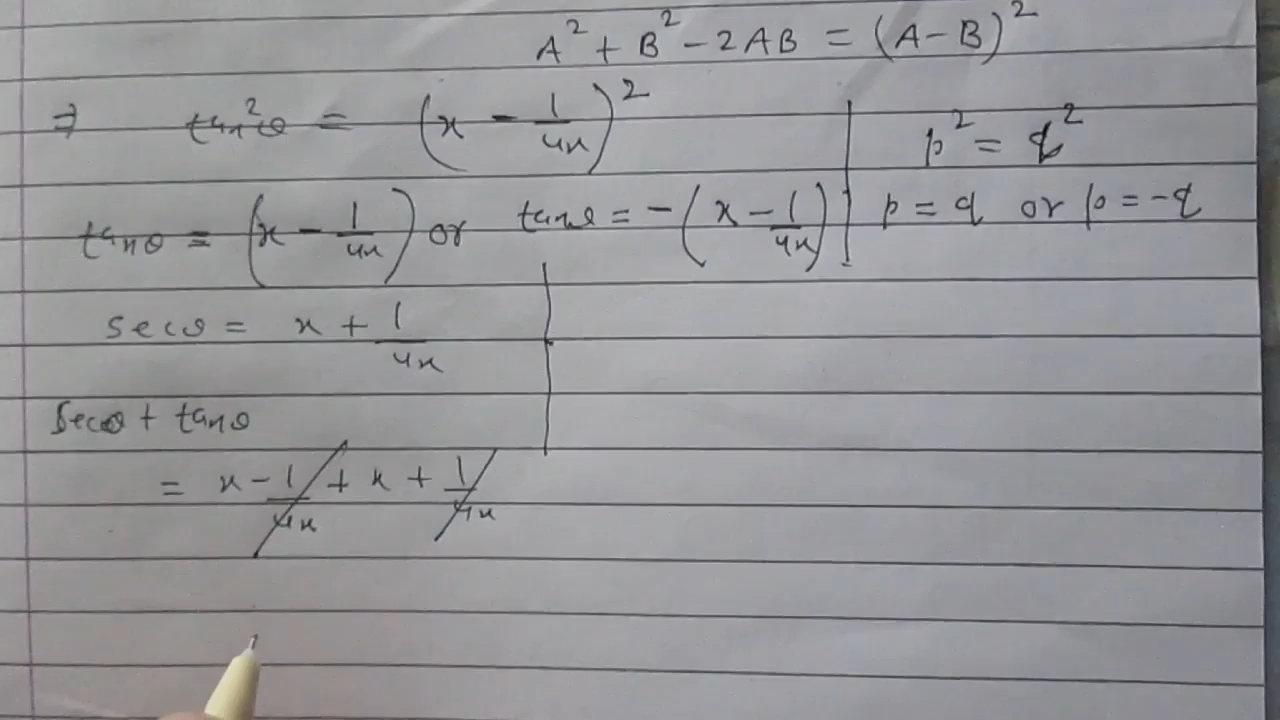 A² + B² - 2AB = (A - B)²
⇒ tan²θ = (x - 1/4x)²
p² = q²
tanθ = (x - 1/4x) or tanθ = -(x - 1/4x)
p = q or p = -q
secθ = x + 1/4x
Secθ + tanθ
= x - 1/4x + x + 1/4x